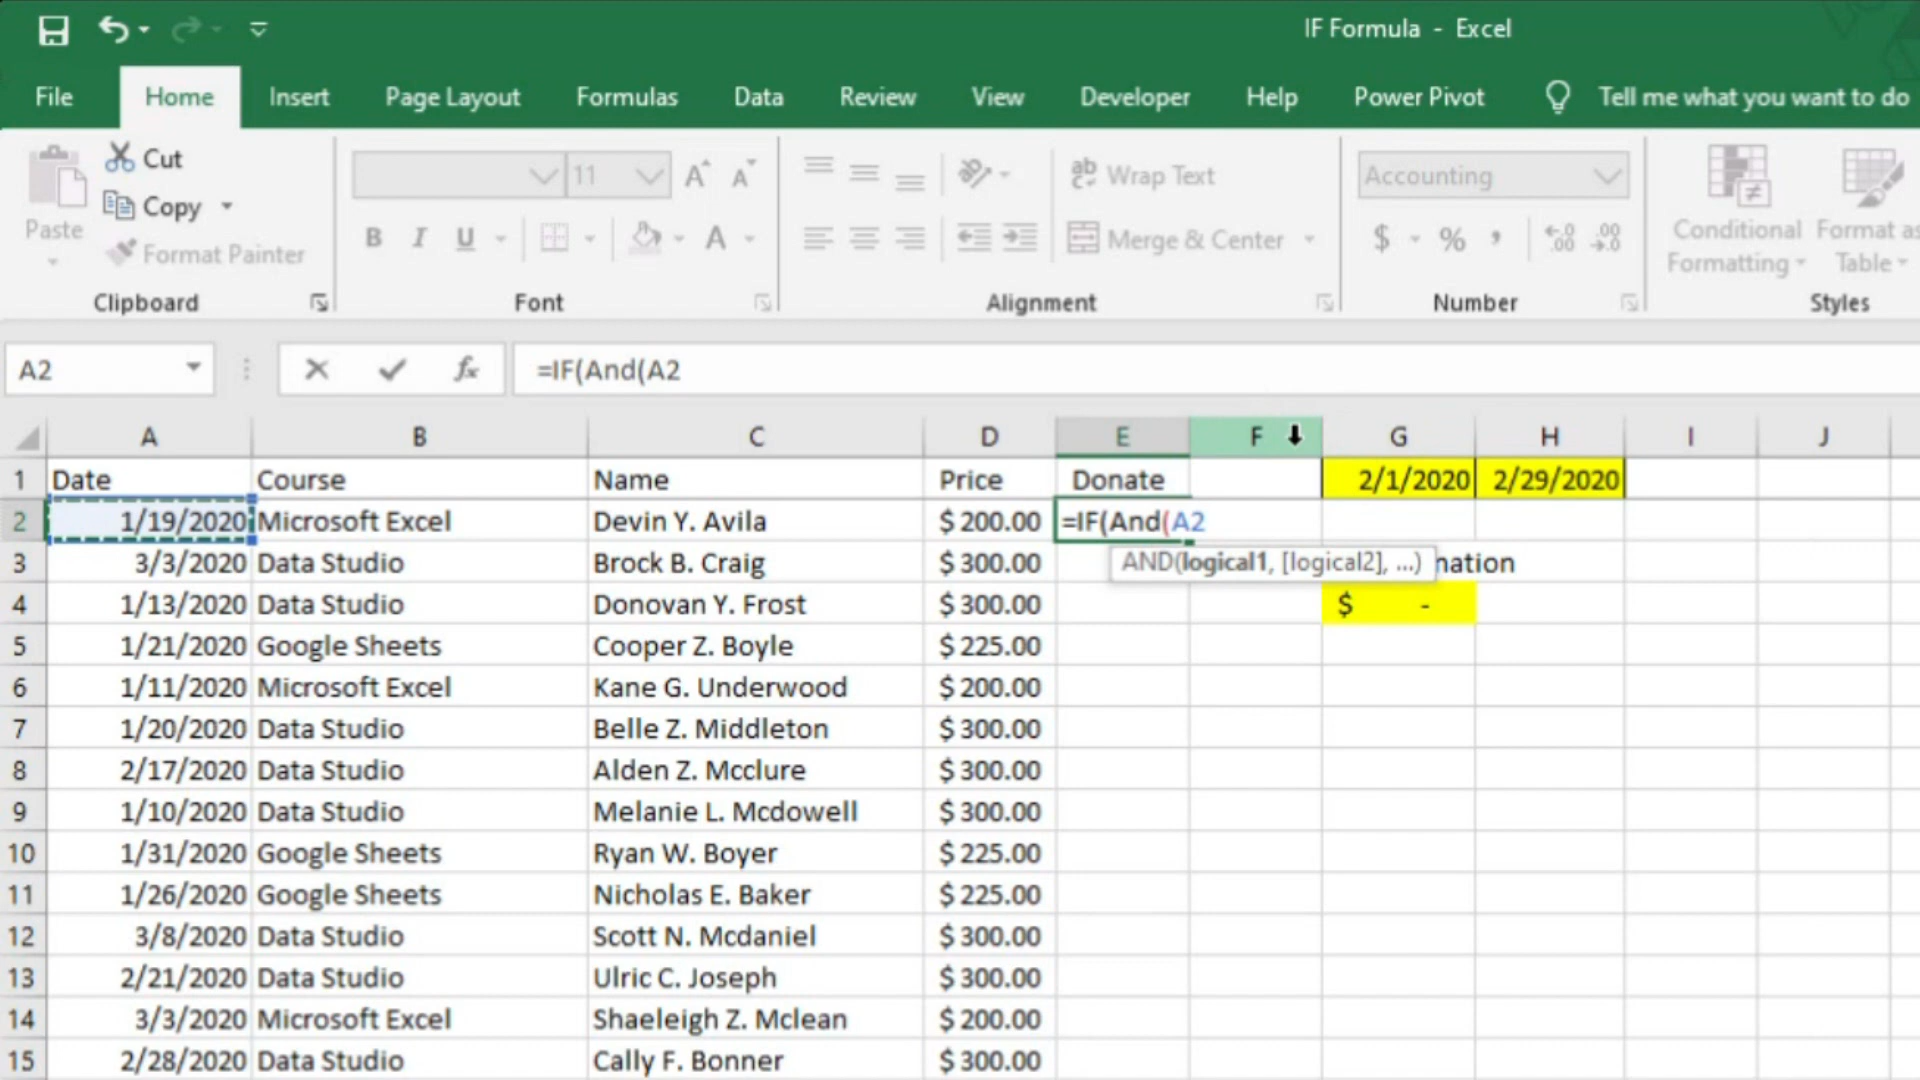 IF Formula - Excel
File Home Insert Page Layout Formulas Data Review View Developer Help Power Pivot Tell me what you want to do
Paste Cut Copy Format Painter
11
Wrap Text
Merge & Center
Accounting
$ % ,
Conditional Formatting
Format as
Table
Clipboard Font Alignment Number Styles
A2 fx =IF(And(A2
A B C D E F G H I J
1 Date Course Name Price Donate 2/1/2020 2/29/2020
2 1/19/2020 Microsoft Excel Devin Y. Avila $ 200.00 =IF(And(A2
3 3/3/2020 Data Studio Brock B. Craig $ 300.00 AND(logical1, [logical2], ...) nation
4 1/13/2020 Data Studio Donovan Y. Frost $ 300.00 $ -
5 1/21/2020 Google Sheets Cooper Z. Boyle $ 225.00
6 1/11/2020 Microsoft Excel Kane G. Underwood $ 200.00
7 1/20/2020 Data Studio Belle Z. Middleton $ 300.00
8 2/17/2020 Data Studio Alden Z. Mcclure $ 300.00
9 1/10/2020 Data Studio Melanie L. Mcdowell $ 300.00
10 1/31/2020 Google Sheets Ryan W. Boyer $ 225.00
11 1/26/2020 Google Sheets Nicholas E. Baker $ 225.00
12 3/8/2020 Data Studio Scott N. Mcdaniel $ 300.00
13 2/21/2020 Data Studio Ulric C. Joseph $ 300.00
14 3/3/2020 Microsoft Excel Shaeleigh Z. Mclean $ 200.00
15 2/28/2020 Data Studio Cally F. Bonner $ 300.00